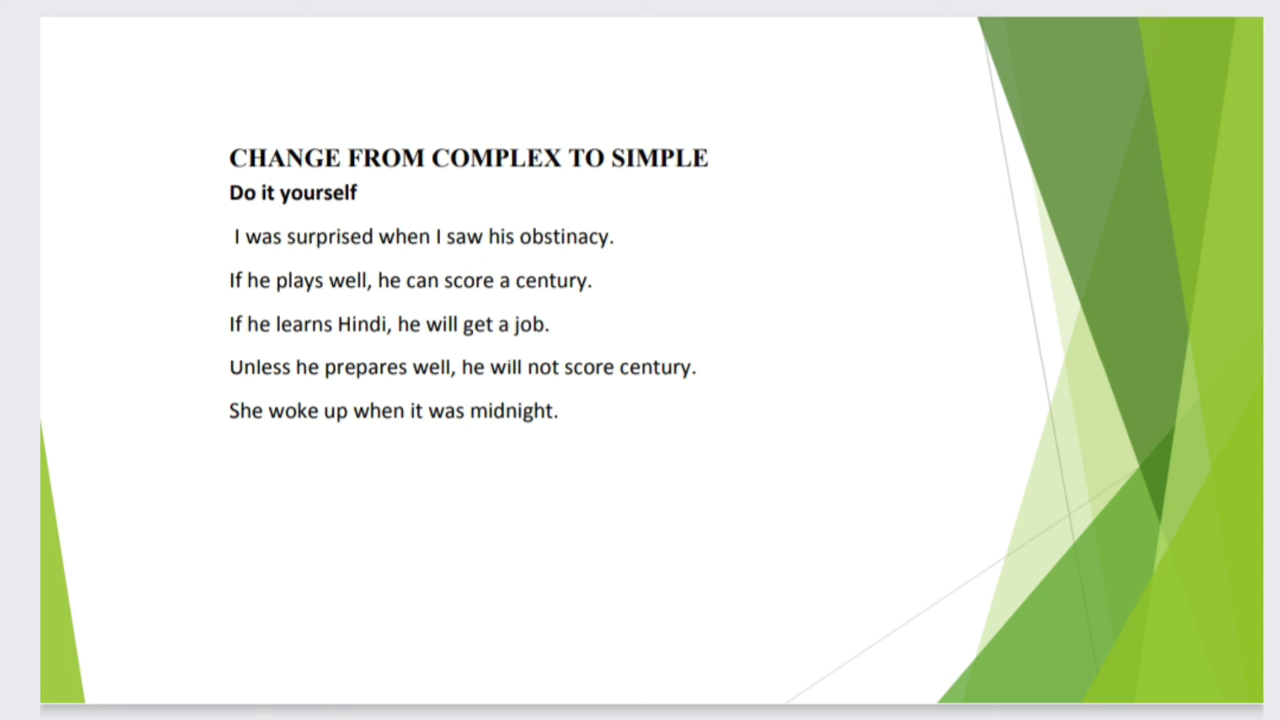 CHANGE FROM COMPLEX TO SIMPLE
Do it yourself
I was surprised when I saw his obstinacy.
If he plays well, he can score a century.
If he learns Hindi, he will get a job.
Unless he prepares well, he will not score century.
She woke up when it was midnight.